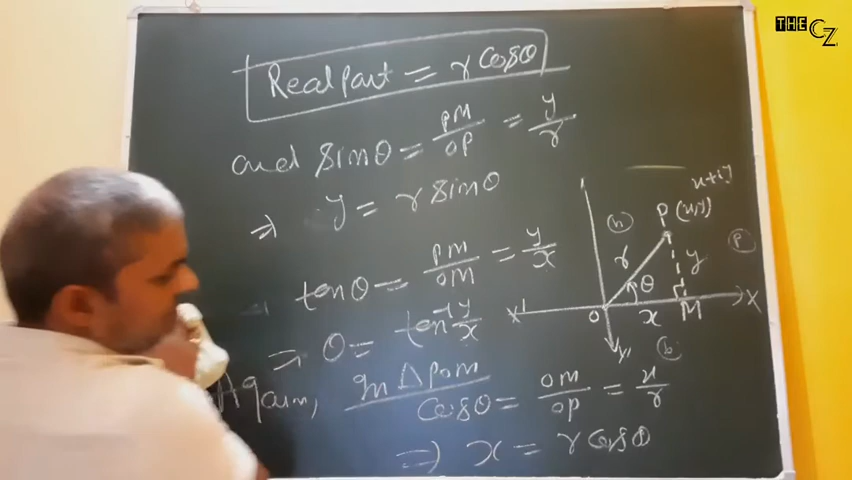 THE CZ
Real Part = r Cosθ
and Sinθ = PM/OP = y/r
⇒ y = r sinθ
tanθ = PM/OM = y/x
⇒ θ = tan⁻¹ y/x
Again, In Δ POM
Cosθ = OM/OP = x/r
⇒ x = r Cosθ
x+iy
P (x,y)
(h)
(p)
r
θ
y
X'
O
x
M
X
y'
(b)